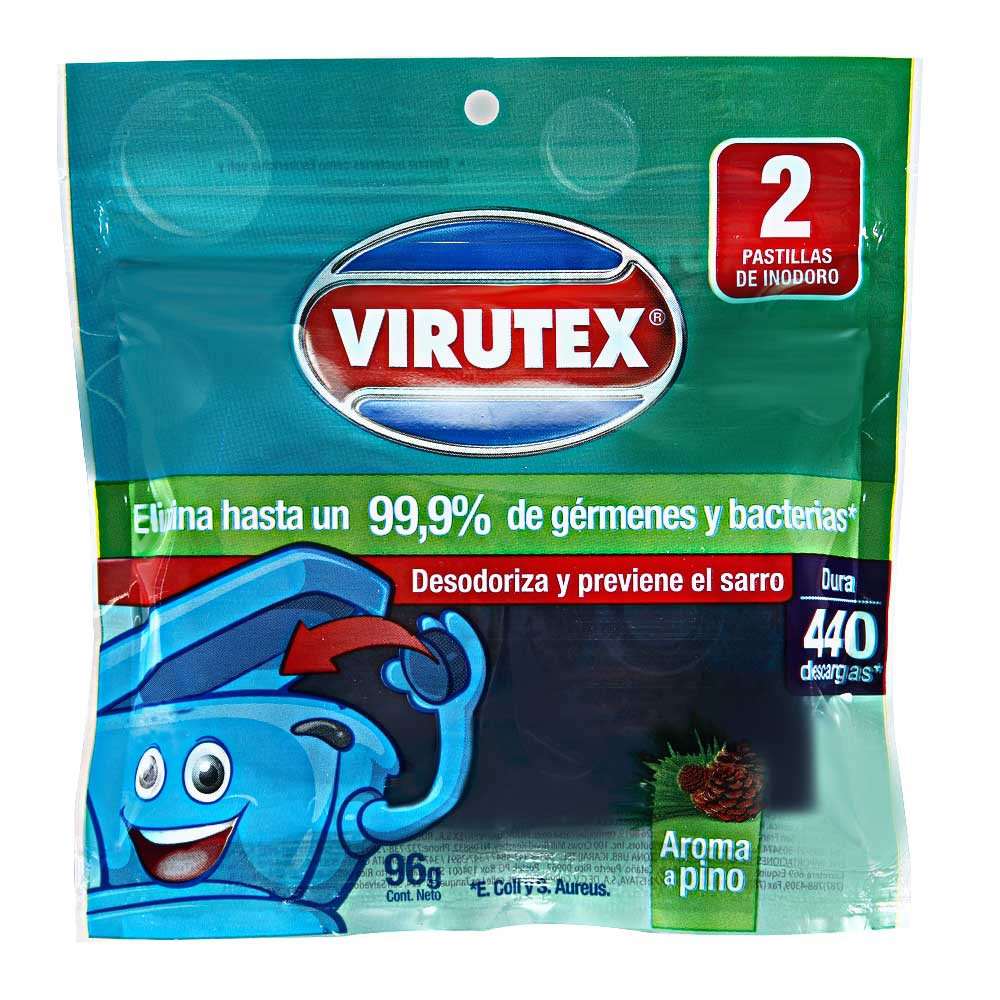 2
PASTILLAS
DE INODORO
VIRUTEX®
Elimina hasta un 99,9% de gérmenes y bacterias*
Desodoriza y previene el sarro
Dura
440
descargas*
Aroma
a pino
96g
Cont. Neto
*E. Coli y S. Aureus.